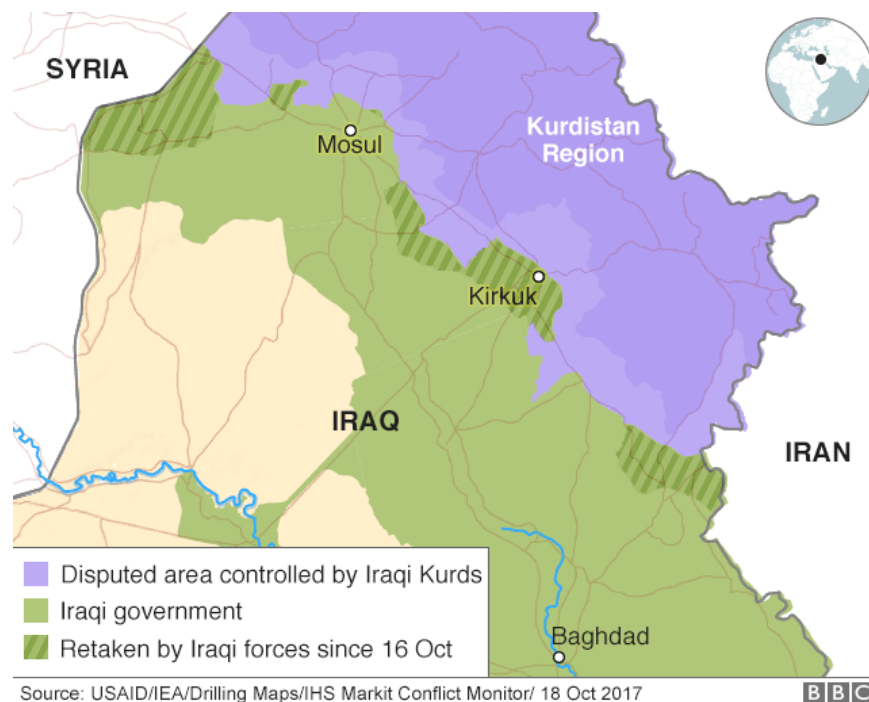 SYRIA
Kurdistan
Region
Mosul
Kirkuk
IRAQ
IRAN
Disputed area controlled by Iraqi Kurds
Iraqi government
Retaken by Iraqi forces since 16 Oct
Baghdad
Source: USAID/IEA/Drilling Maps/IHS Markit Conflict Monitor/ 18 Oct 2017
BBC